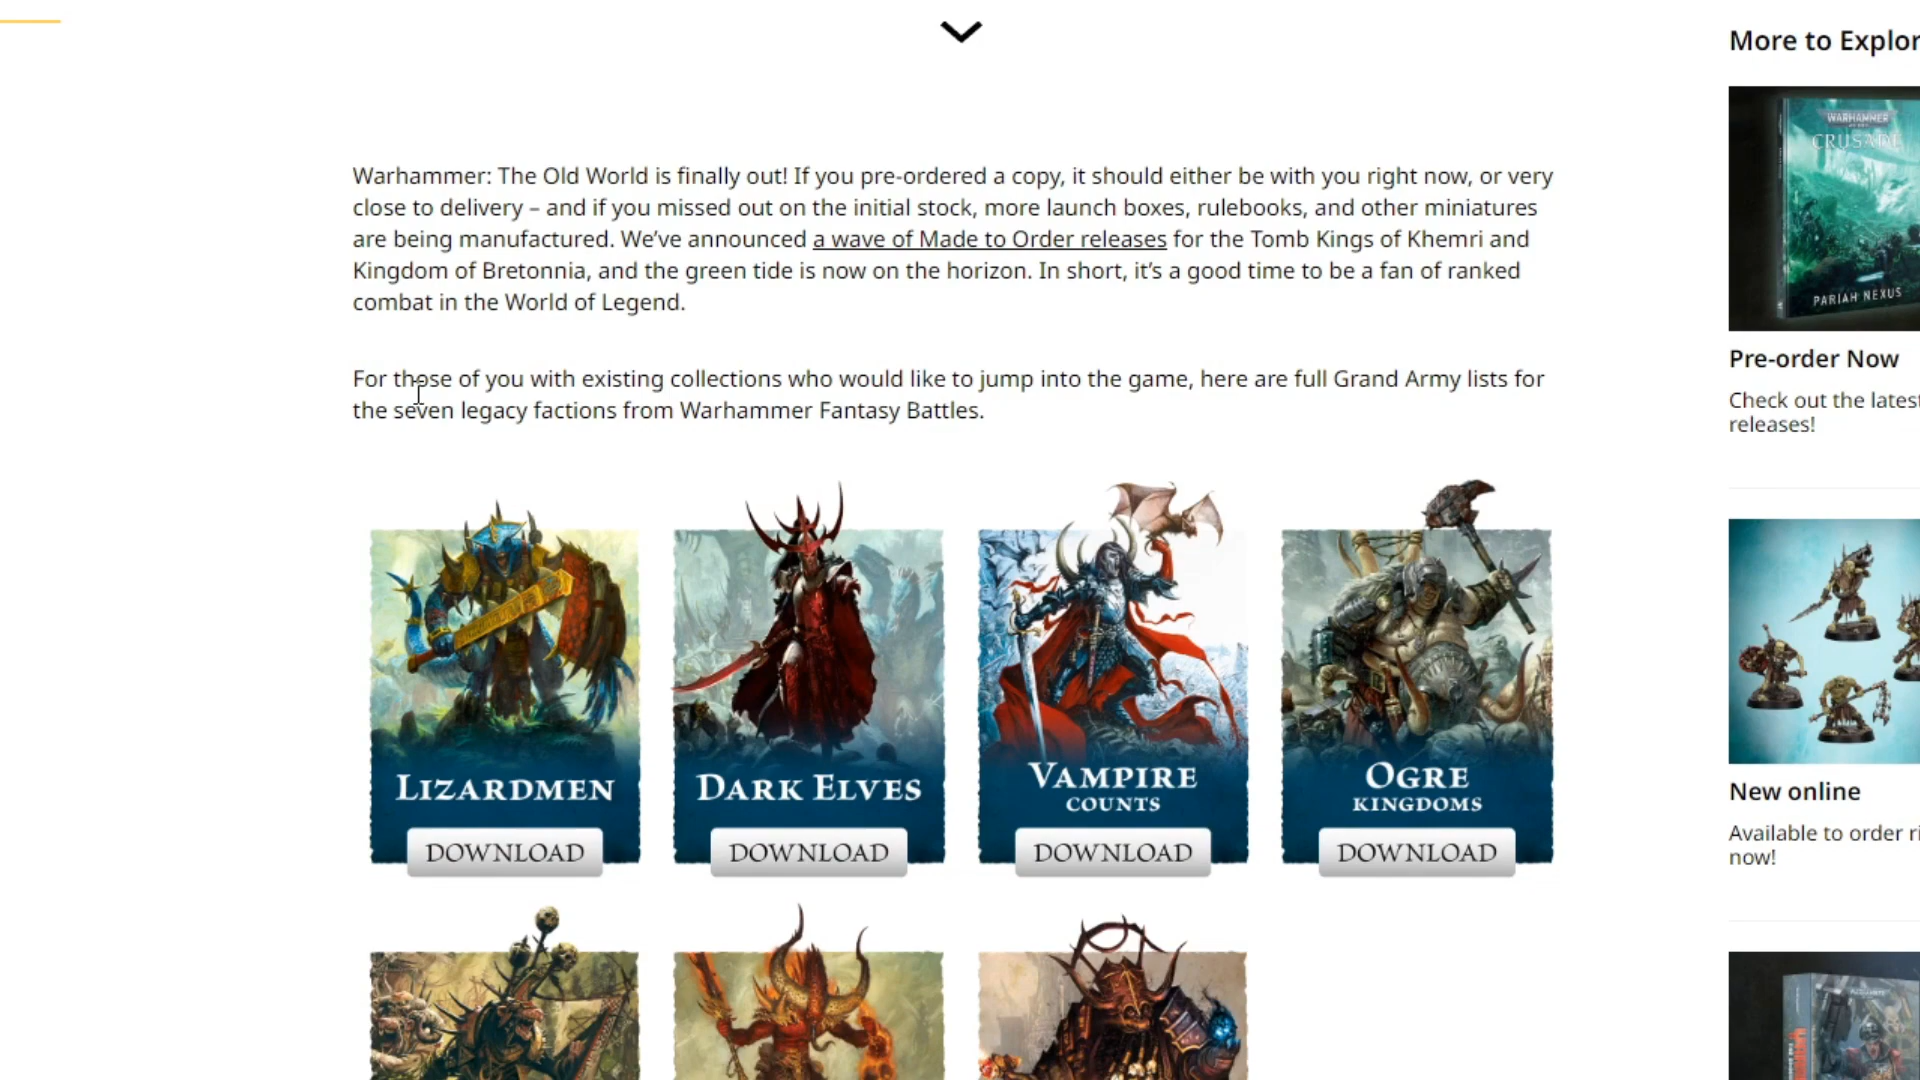 Warhammer: The Old World is finally out! If you pre-ordered a copy, it should either be with you right now, or very
close to delivery – and if you missed out on the initial stock, more launch boxes, rulebooks, and other miniatures
are being manufactured. We’ve announced a wave of Made to Order releases for the Tomb Kings of Khemri and
Kingdom of Bretonnia, and the green tide is now on the horizon. In short, it’s a good time to be a fan of ranked
combat in the World of Legend.
For those of you with existing collections who would like to jump into the game, here are full Grand Army lists for
the seven legacy factions from Warhammer Fantasy Battles.
LIZARDMEN
DOWNLOAD
DARK ELVES
DOWNLOAD
VAMPIRE
COUNTS
DOWNLOAD
OGRE
KINGDOMS
DOWNLOAD
More to Explor
WARHAMMER
CRUSADE
PARIAH NEXUS
Pre-order Now
Check out the latest
releases!
New online
Available to order ri
now!